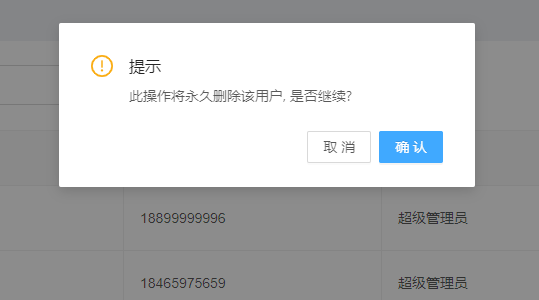 提示
此操作将永久删除该用户, 是否继续?
取 消
确 认
18899999996
超级管理员
18465975659
超级管理员